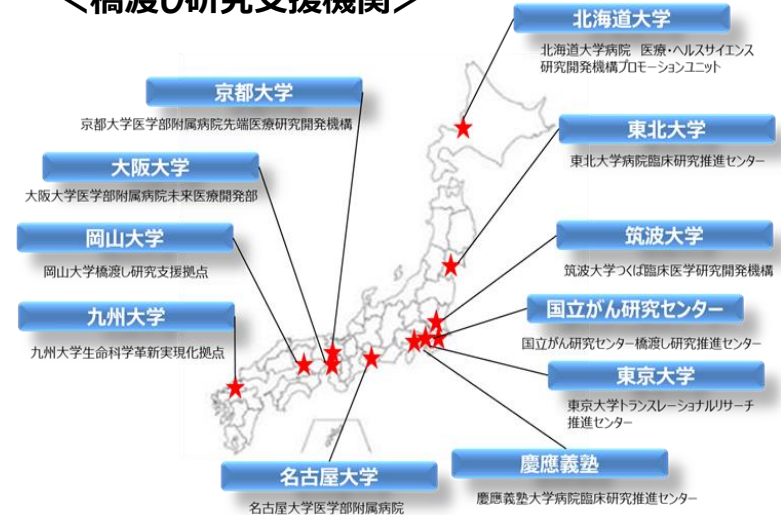 ＜橋渡し研究支援機関＞
北海道大学
北海道大学病院　医療・ヘルスサイエンス
研究開発機構プロモーションユニット
京都大学
京都大学医学部附属病院先端医療研究開発機構
東北大学
東北大学病院臨床研究推進センター
大阪大学
大阪大学医学部附属病院未来医療開発部
岡山大学
岡山大学橋渡し研究支援拠点
筑波大学
筑波大学つくば臨床医学研究開発機構
九州大学
九州大学生命科学革新実現化拠点
国立がん研究センター
国立がん研究センター橋渡し研究推進センター
東京大学
東京大学トランスレーショナルリサーチ
推進センター
慶應義塾
慶應義塾大学病院臨床研究推進センター
名古屋大学
名古屋大学医学部附属病院